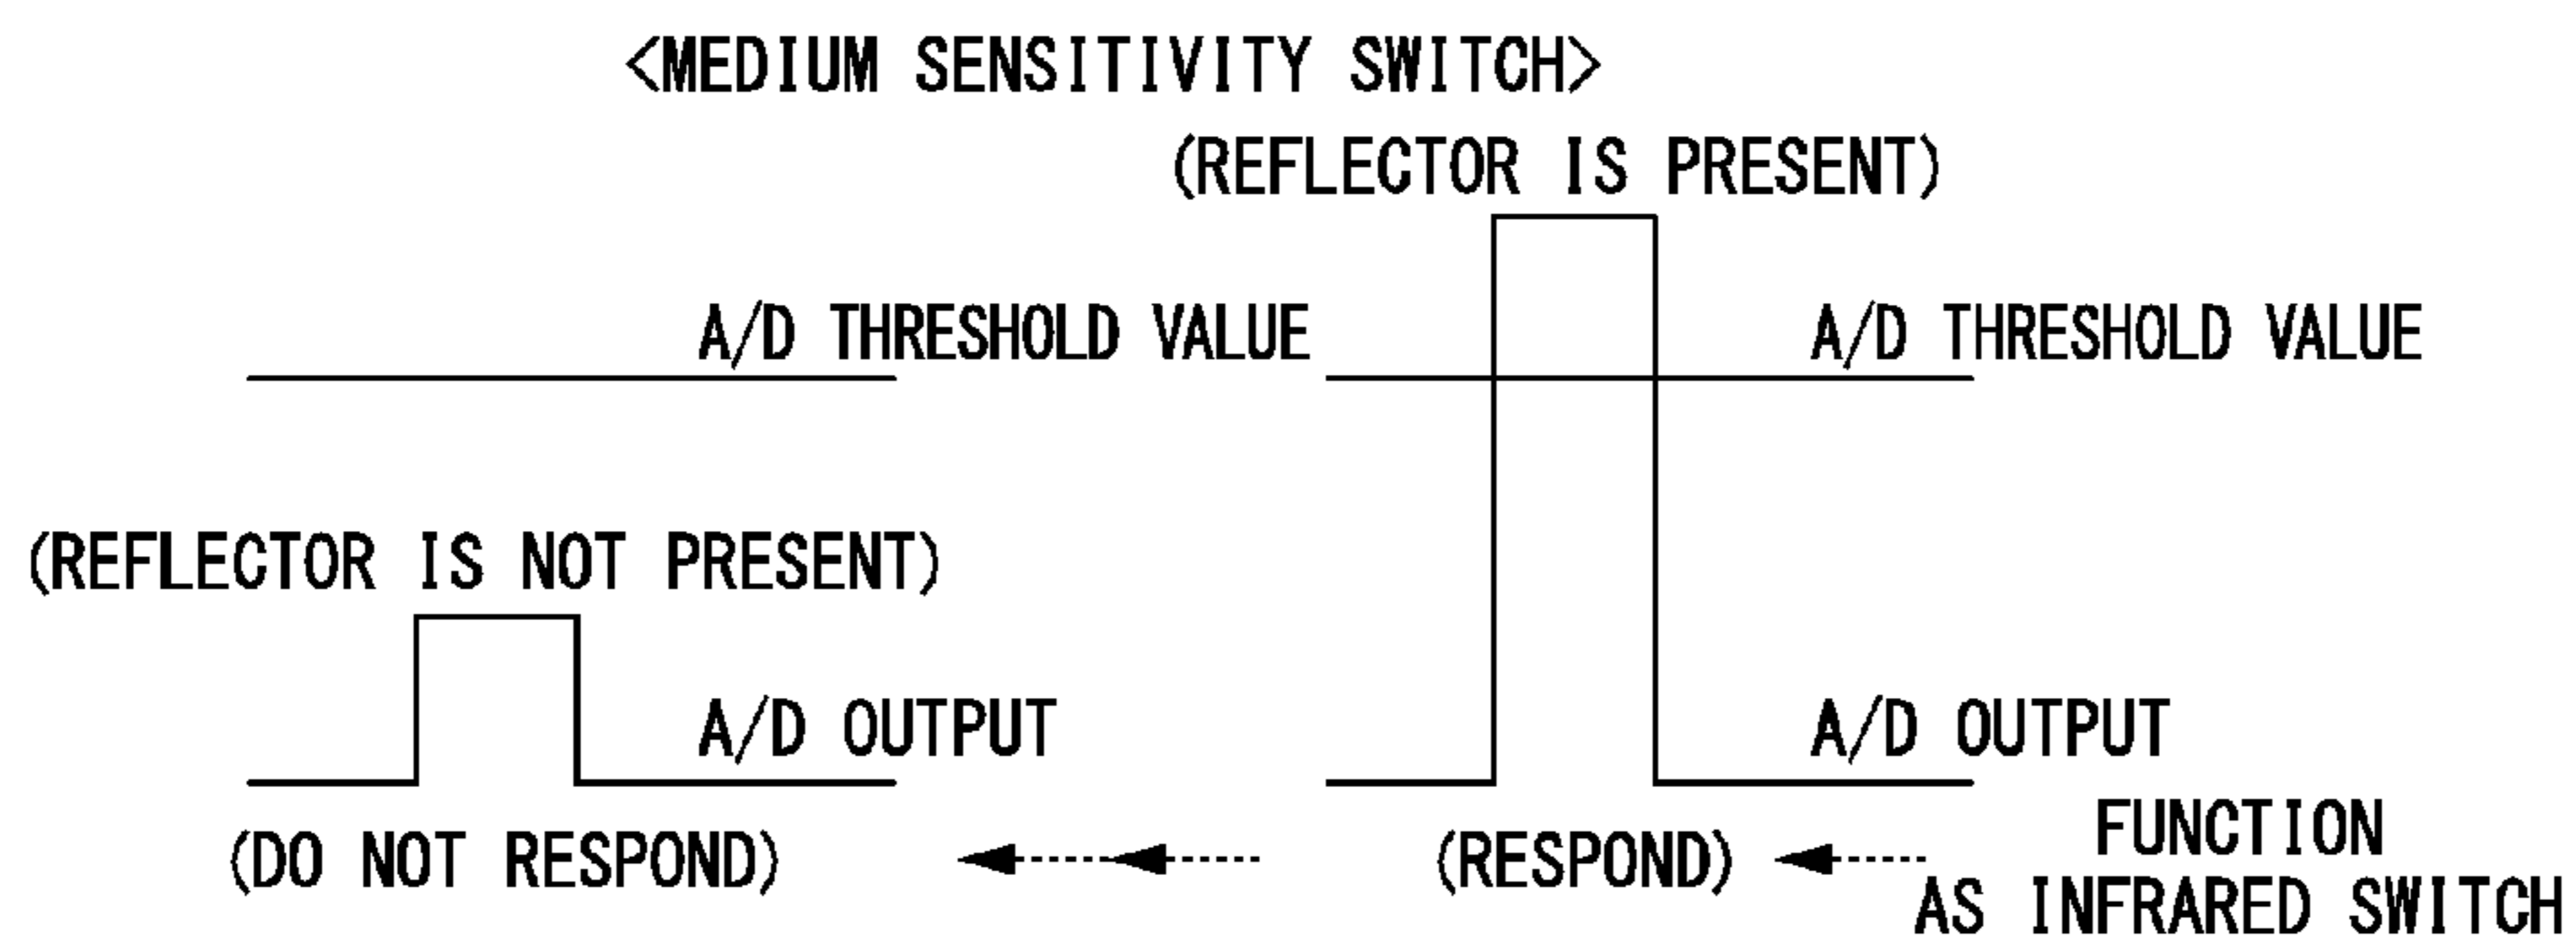 <MEDIUM SENSITIVITY SWITCH>
(REFLECTOR IS PRESENT)
A/D THRESHOLD VALUE
A/D THRESHOLD VALUE
(REFLECTOR IS NOT PRESENT)
A/D OUTPUT
A/D OUTPUT
(DO NOT RESPOND)
(RESPOND)
FUNCTION
AS INFRARED SWITCH